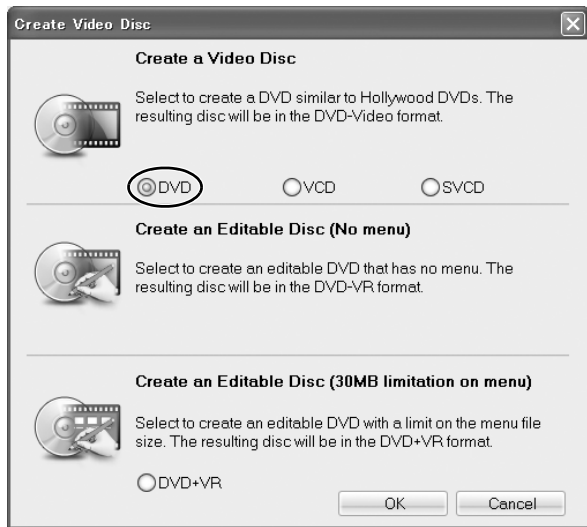 Create Video Disc
Create a Video Disc
Select to create a DVD similar to Hollywood DVDs. The
resulting disc will be in the DVD-Video format.
DVD VCD SVCD
Create an Editable Disc (No menu)
Select to create an editable DVD that has no menu. The
resulting disc will be in the DVD-VR format.
Create an Editable Disc (30MB limitation on menu)
Select to create an editable DVD with a limit on the menu file
size. The resulting disc will be in the DVD+VR format.
DVD+VR
OK Cancel